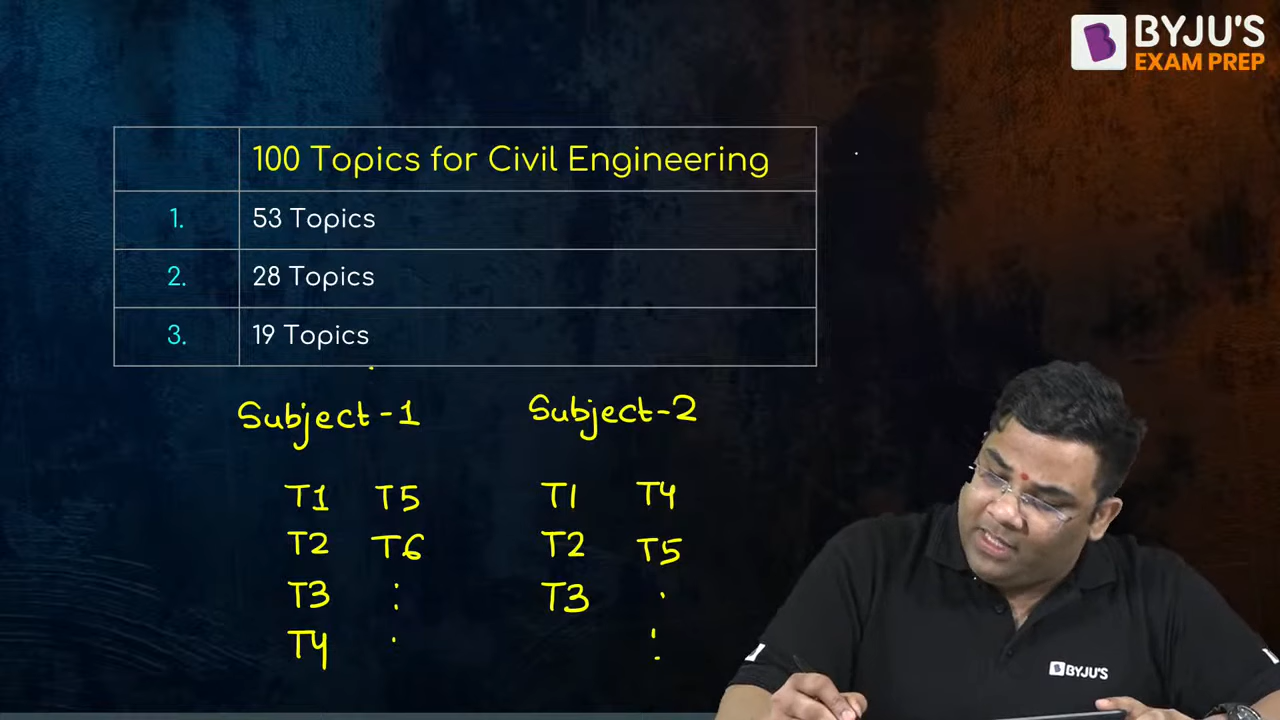 BYJU'S
EXAM PREP
100 Topics for Civil Engineering
1. 53 Topics
2. 28 Topics
3. 19 Topics
Subject-1 Subject-2
T1 T5 T1 T4
T2 T6 T2 T5
T3 : T3 .
T4 . :
BYJU'S